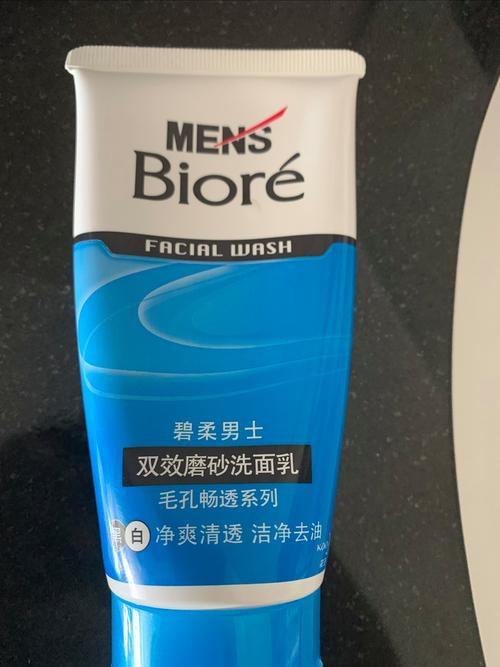 MENS
Bioré
FACIAL WASH
碧柔男士
双效磨砂洗面乳
毛孔畅透系列
黑 白 净爽清透 洁净去油